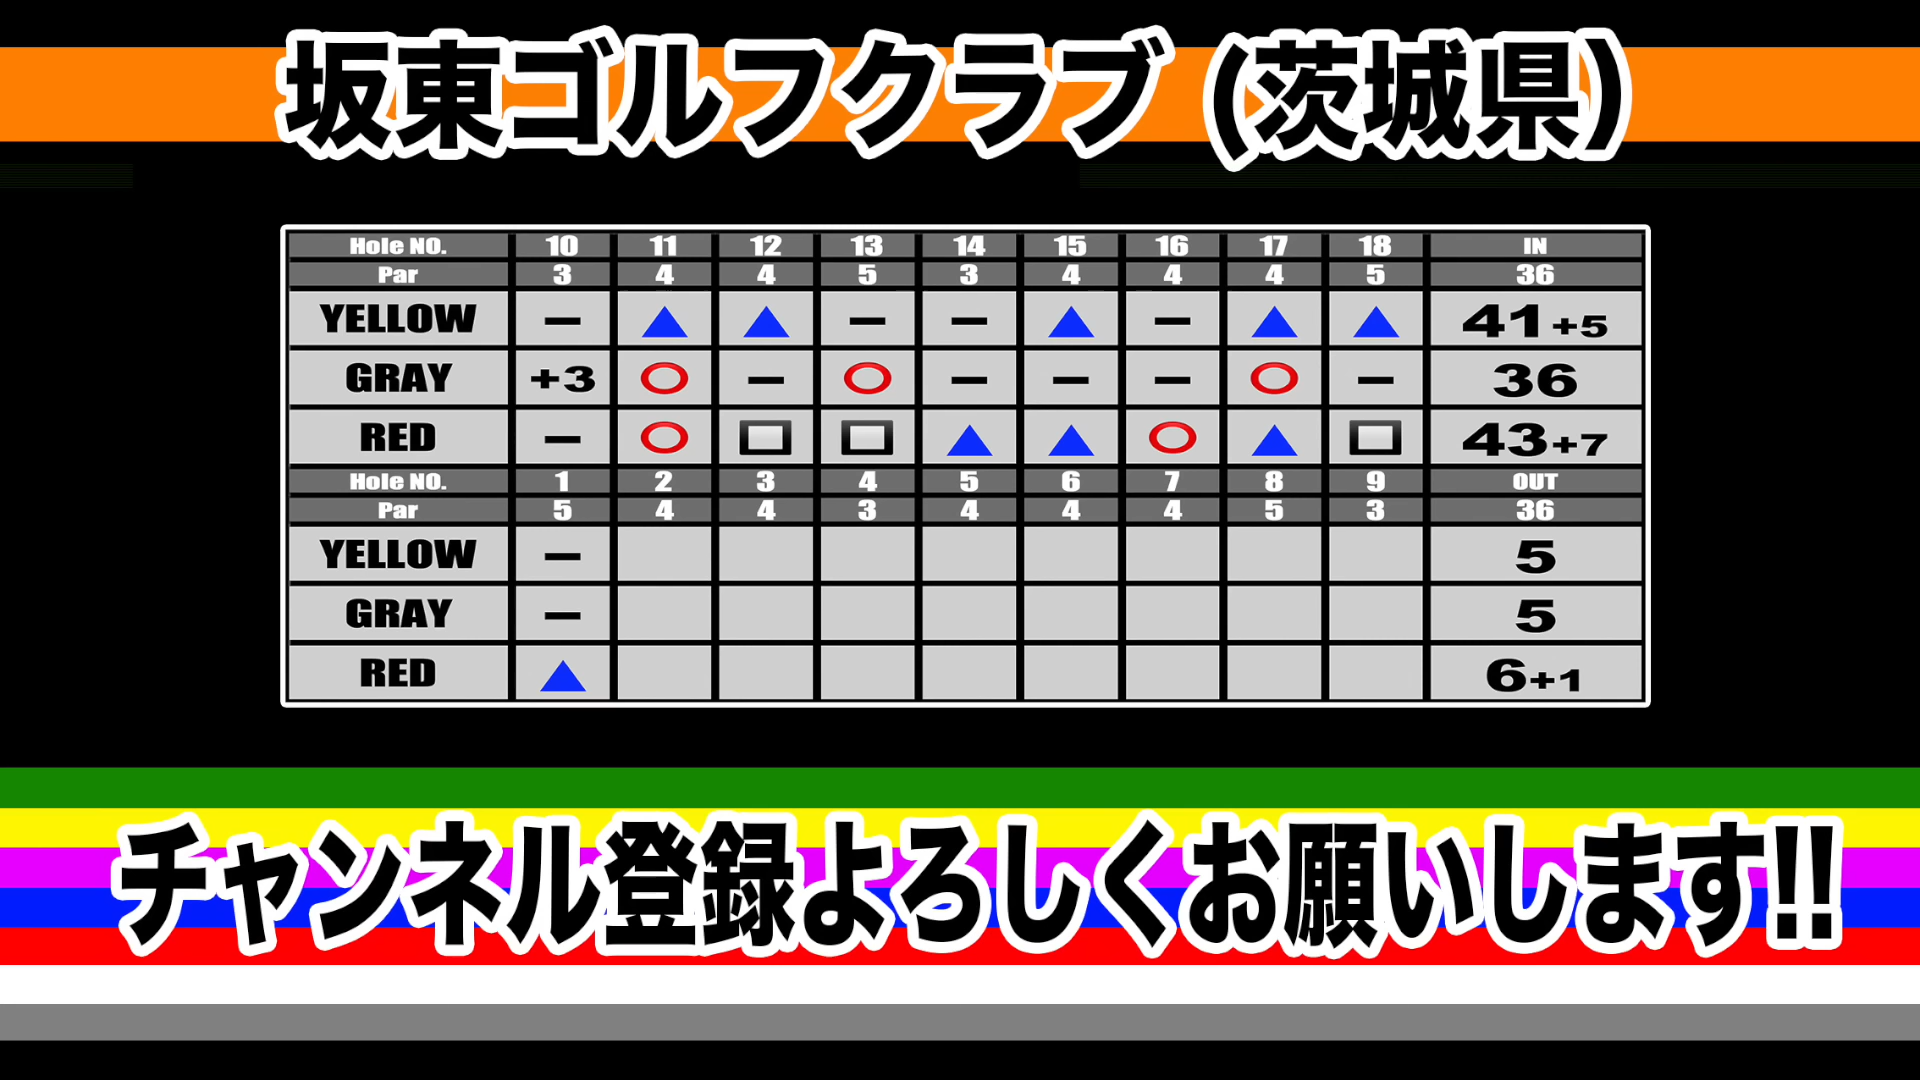 坂東ゴルフクラブ (茨城県)
Hole NO. 10 11 12 13 14 15 16 17 18 IN
Par 3 4 4 5 3 4 4 4 5 36
YELLOW － ▲ ▲ － － ▲ － ▲ ▲ 41+5
GRAY +3 ○ － ○ － － － ○ － 36
RED － ○ □ □ ▲ ▲ ○ ▲ □ 43+7
Hole NO. 1 2 3 4 5 6 7 8 9 OUT
Par 5 4 4 3 4 4 4 5 3 36
YELLOW － 5
GRAY － 5
RED ▲ 6+1
チャンネル登録よろしくお願いします!!